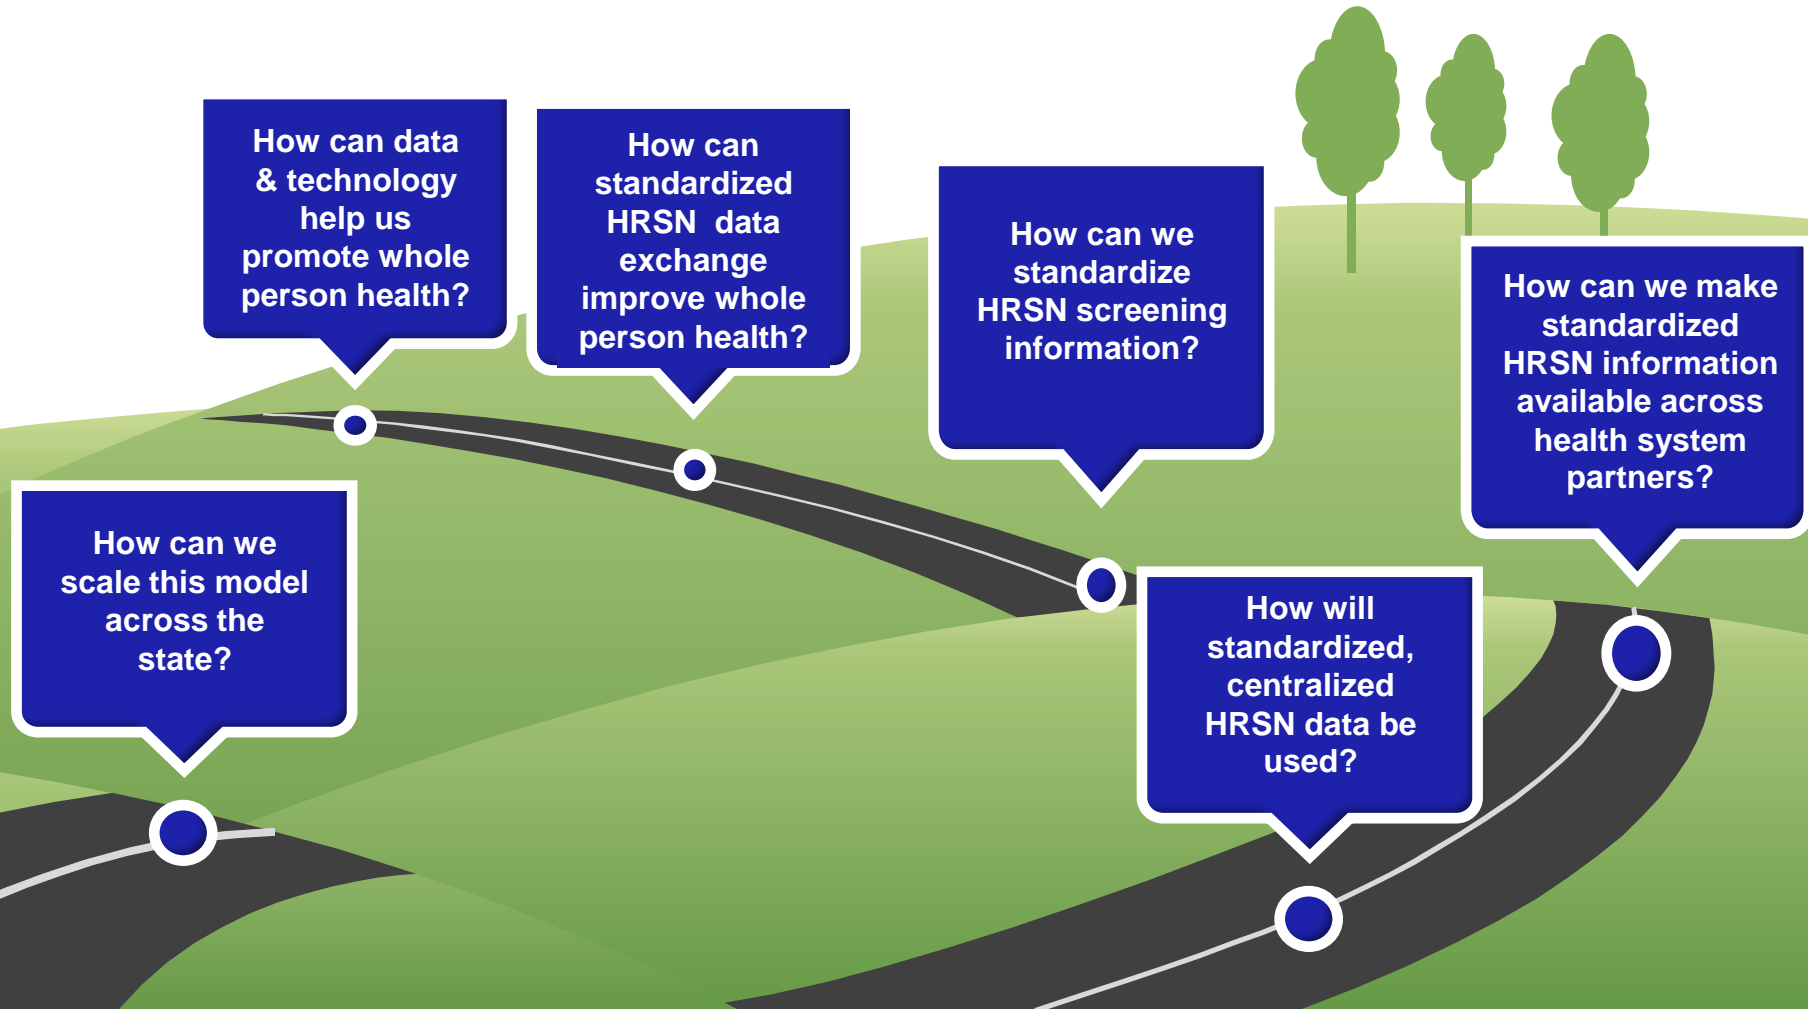 How can data
& technology
help us
promote whole
person health?
How can
standardized
HRSN  data
exchange
improve whole
person health?
How can we
standardize
HRSN screening
information?
How can we make
standardized
HRSN information
available across
health system
partners?
How will
standardized,
centralized
HRSN data be
used?
How can we
scale this model
across the
state?